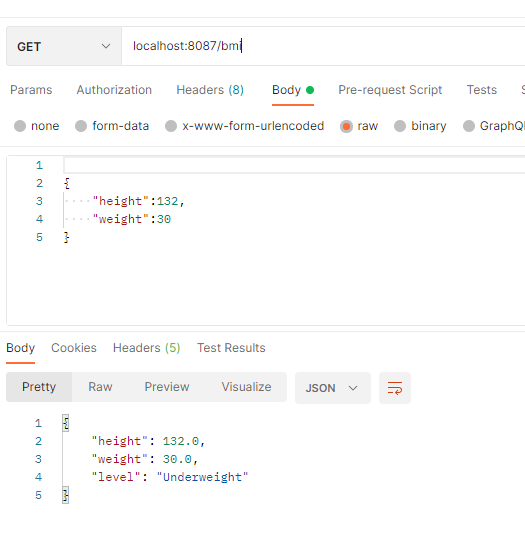 GET localhost:8087/bmi
Params Authorization Headers (8) Body Pre-request Script Tests S
none form-data x-www-form-urlencoded raw binary GraphQL
1
2 {
3 "height":132,
4 "weight":30
5 }
Body Cookies Headers (5) Test Results
Pretty Raw Preview Visualize JSON
1 {
2 "height": 132.0,
3 "weight": 30.0,
4 "level": "Underweight"
5 }